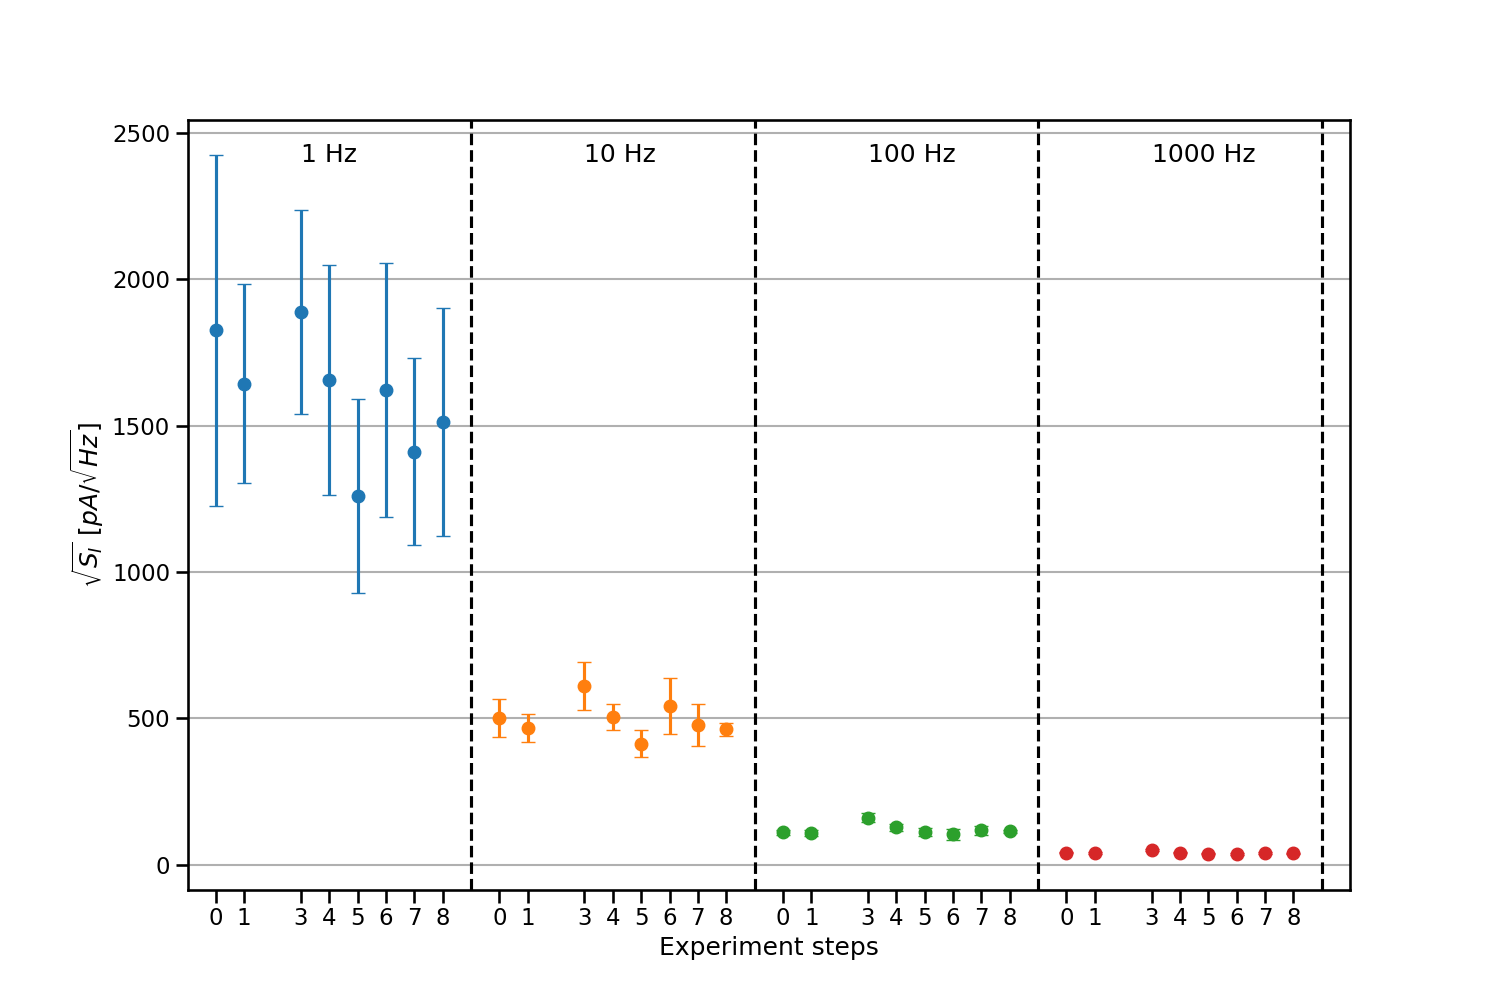 2500
1 Hz 10 Hz 100 Hz 1000 Hz
2000
1500
1000
500
0
√S_I [pA/√Hz]
0 1 3 4 5 6 7 8 0 1 3 4 5 6 7 8 0 1 3 4 5 6 7 8 0 1 3 4 5 6 7 8
Experiment steps